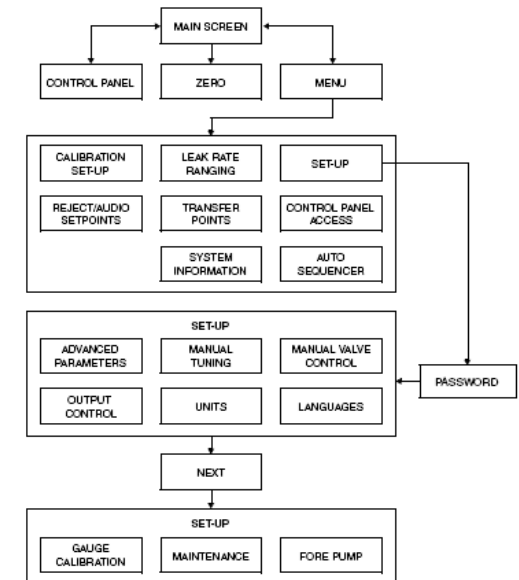 MAIN SCREEN
CONTROL PANEL
ZERO
MENU
CALIBRATION
SET-UP
LEAK RATE
RANGING
SET-UP
REJECT/AUDIO
SETPOINTS
TRANSFER
POINTS
CONTROL PANEL
ACCESS
SYSTEM
INFORMATION
AUTO
SEQUENCER
SET-UP
ADVANCED
PARAMETERS
MANUAL
TUNING
MANUAL VALVE
CONTROL
PASSWORD
OUTPUT
CONTROL
UNITS
LANGUAGES
NEXT
SET-UP
GAUGE
CALIBRATION
MAINTENANCE
FORE PUMP